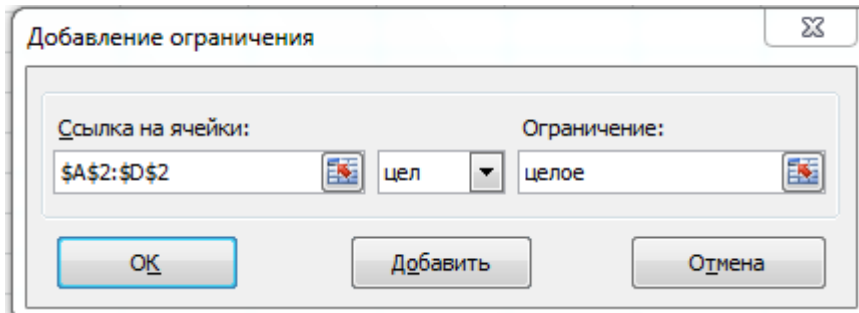 Добавление ограничения
Ссылка на ячейки: Ограничение:
$A$2:$D$2 цел целое
ОК Добавить Отмена